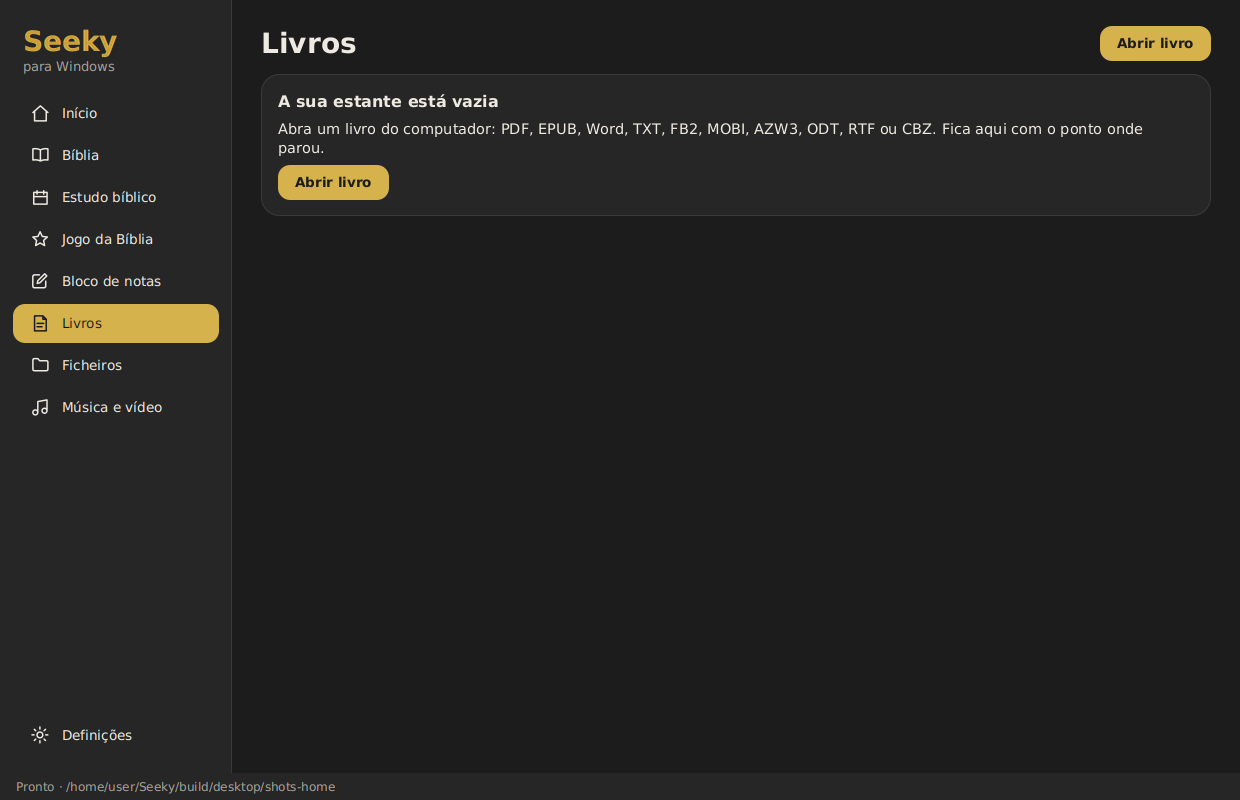 Seeky
para Windows
Início
Bíblia
Estudo bíblico
Jogo da Bíblia
Bloco de notas
Livros
Ficheiros
Música e vídeo
Definições
Livros
Abrir livro
A sua estante está vazia
Abra um livro do computador: PDF, EPUB, Word, TXT, FB2, MOBI, AZW3, ODT, RTF ou CBZ. Fica aqui com o ponto onde
parou.
Abrir livro
Pronto · /home/user/Seeky/build/desktop/shots-home